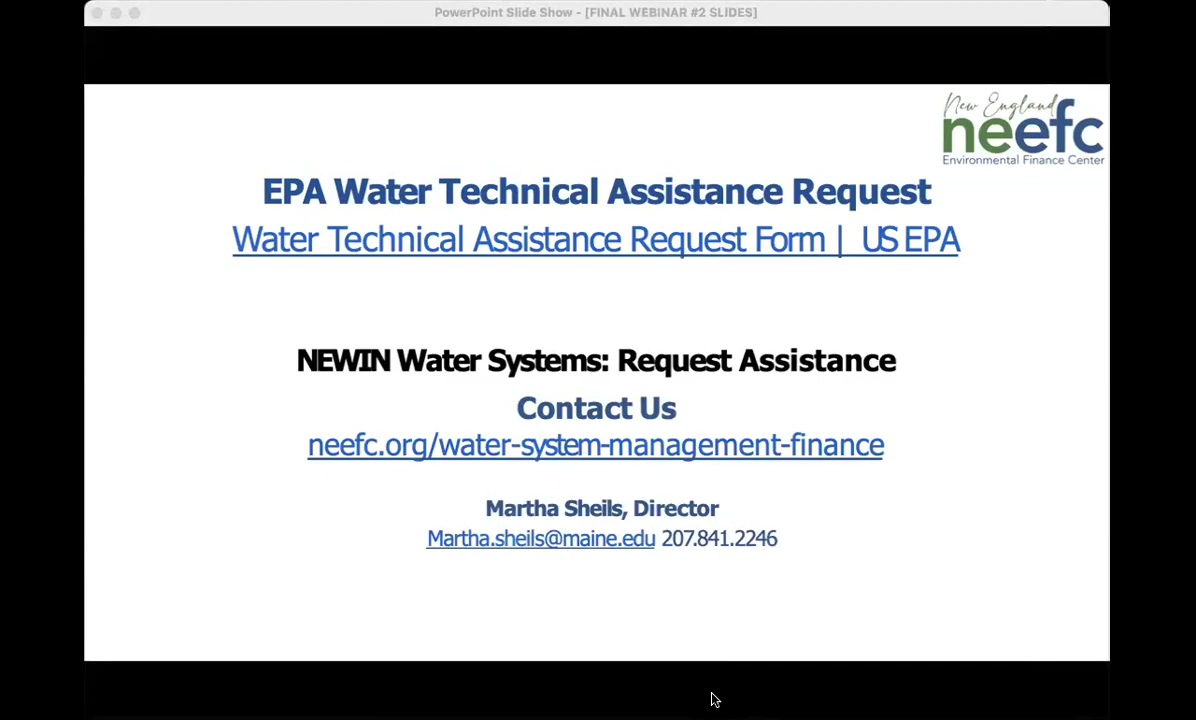 PowerPoint Slide Show - [FINAL WEBINAR #2 SLIDES]
New England
neefc
Environmental Finance Center
EPA Water Technical Assistance Request
Water Technical Assistance Request Form | US EPA
NEWIN Water Systems: Request Assistance
Contact Us
neefc.org/water-system-management-finance
Martha Sheils, Director
Martha.sheils@maine.edu 207.841.2246